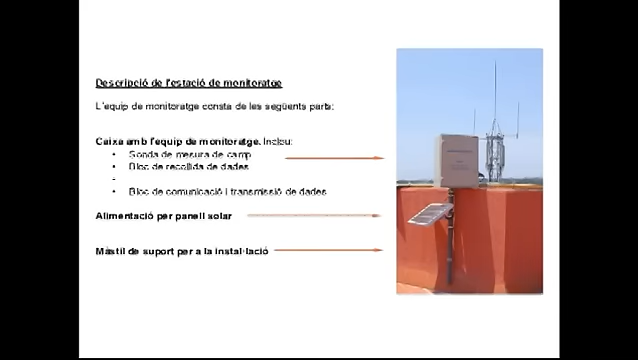 Descripció de l'estació de monitoratge
L'equip de monitoratge consta de les següents parts:
Caixa amb l'equip de monitoratge. Inclou:
• Sonda de mesura de camp
• Bloc de recollida de dades
•
• Bloc de comunicació i transmissió de dades
Alimentació per panell solar
Màstil de suport per a la instal·lació